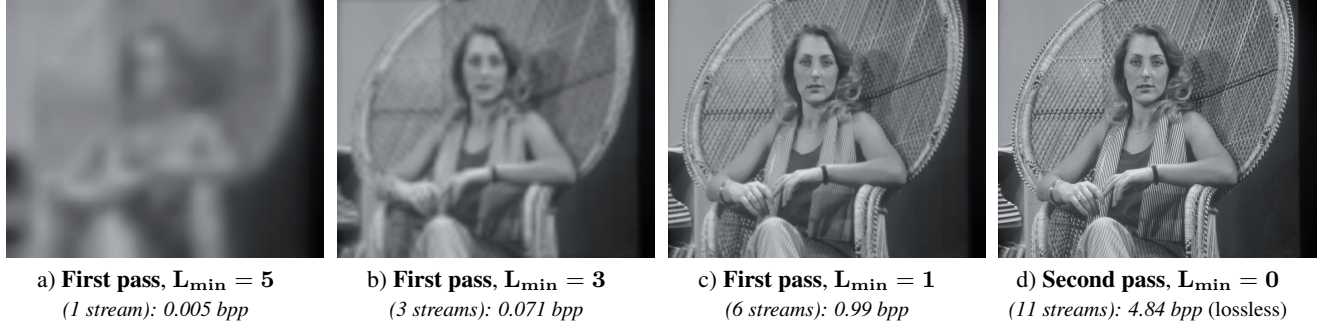 a) First pass, L_min = 5
(1 stream): 0.005 bpp
b) First pass, L_min = 3
(3 streams): 0.071 bpp
c) First pass, L_min = 1
(6 streams): 0.99 bpp
d) Second pass, L_min = 0
(11 streams): 4.84 bpp (lossless)